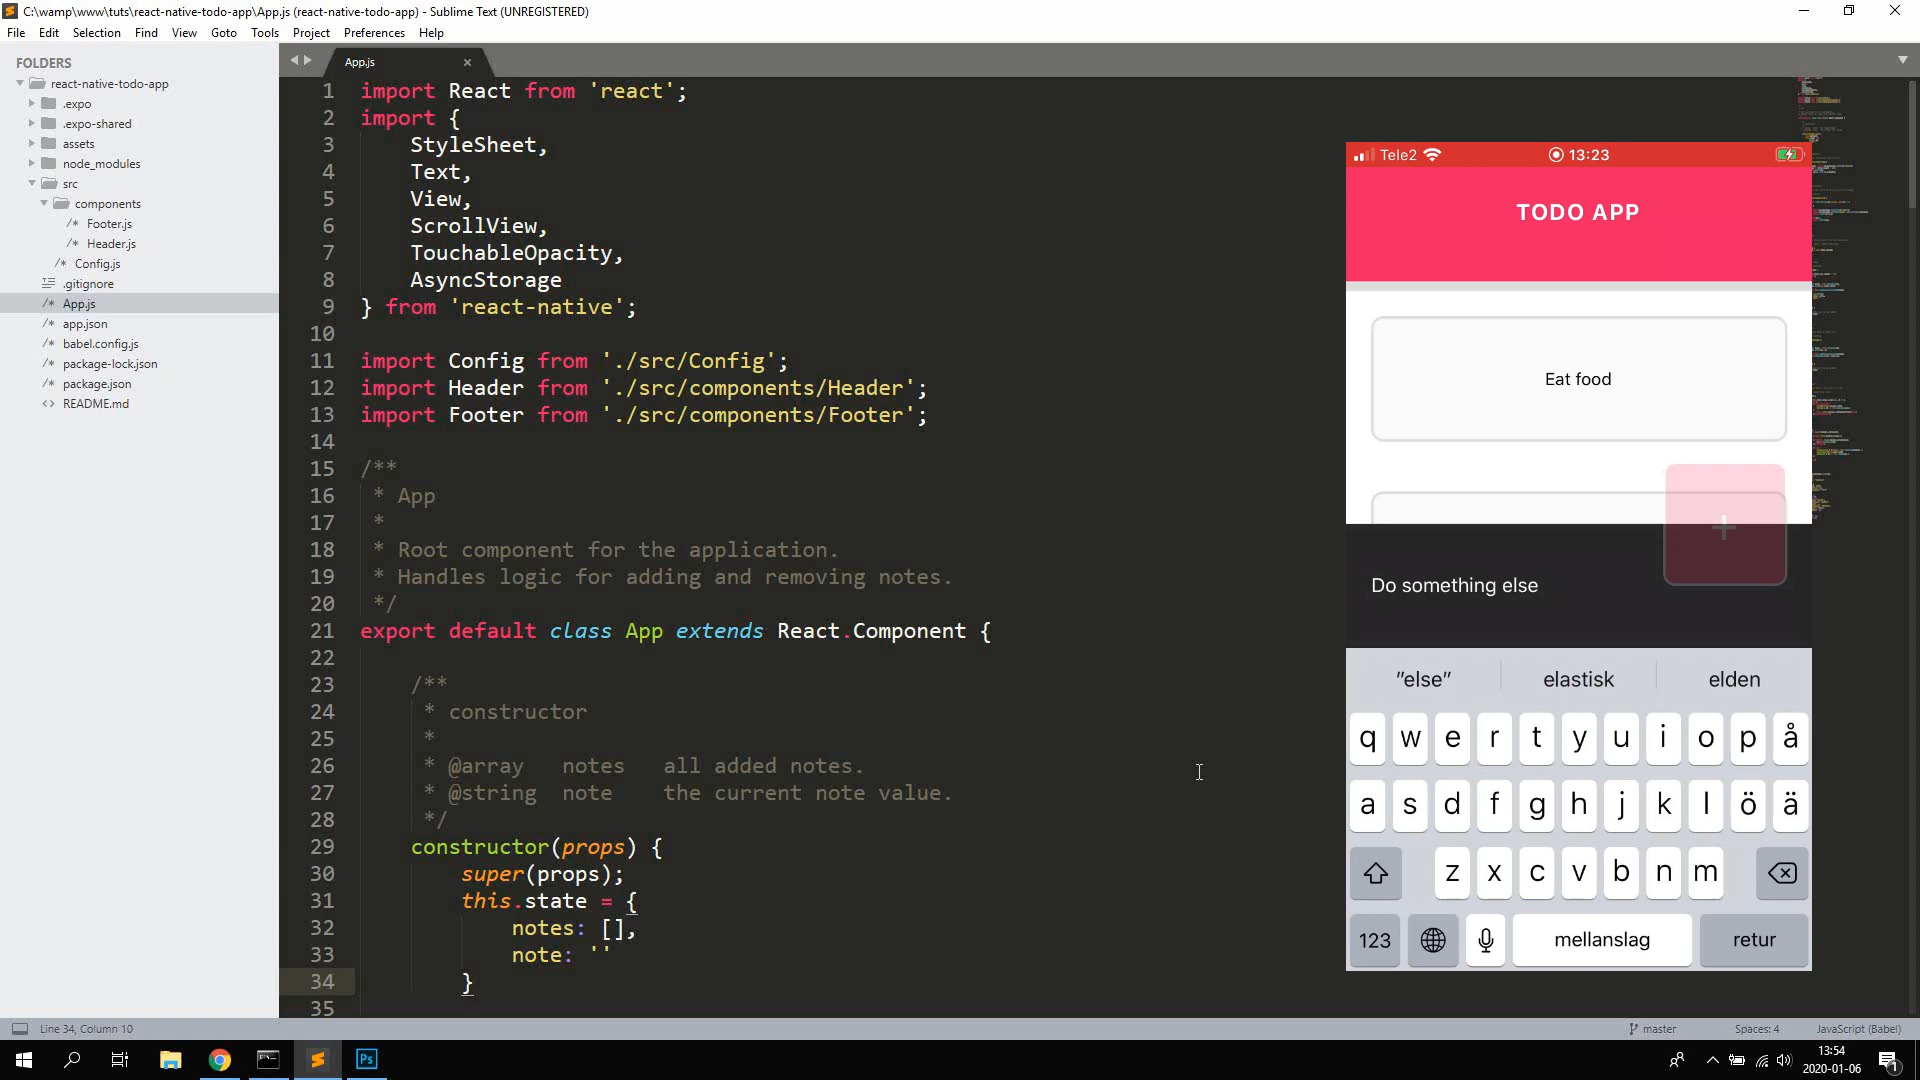 C:\wamp\www\tuts\react-native-todo-app\App.js (react-native-todo-app) - Sublime Text (UNREGISTERED)
File Edit Selection Find View Goto Tools Project Preferences Help
FOLDERS
react-native-todo-app
.expo
.expo-shared
assets
node_modules
src
components
/* Footer.js
/* Header.js
/* Config.js
.gitignore
/* App.js
/* app.json
/* babel.config.js
/* package-lock.json
/* package.json
<> README.md
App.js
1 import React from 'react';
2 import {
3 StyleSheet,
4 Text,
5 View,
6 ScrollView,
7 TouchableOpacity,
8 AsyncStorage
9 } from 'react-native';
10
11 import Config from './src/Config';
12 import Header from './src/components/Header';
13 import Footer from './src/components/Footer';
14
15 /**
16 * App
17 *
18 * Root component for the application.
19 * Handles logic for adding and removing notes.
20 */
21 export default class App extends React.Component {
22
23 /**
24 * constructor
25 *
26 * @array notes all added notes.
27 * @string note the current note value.
28 */
29 constructor(props) {
30 super(props);
31 this.state = {
32 notes: [],
33 note: ''
34 }
35
Tele2 13:23
TODO APP
Eat food
+
Do something else
"else" elastisk elden
q w e r t y u i o p å
a s d f g h j k l ö ä
z x c v b n m
123 mellanslag retur
Line 34, Column 10 master Spaces: 4 JavaScript (Babel)
Ps
13:54
2020-01-06
1